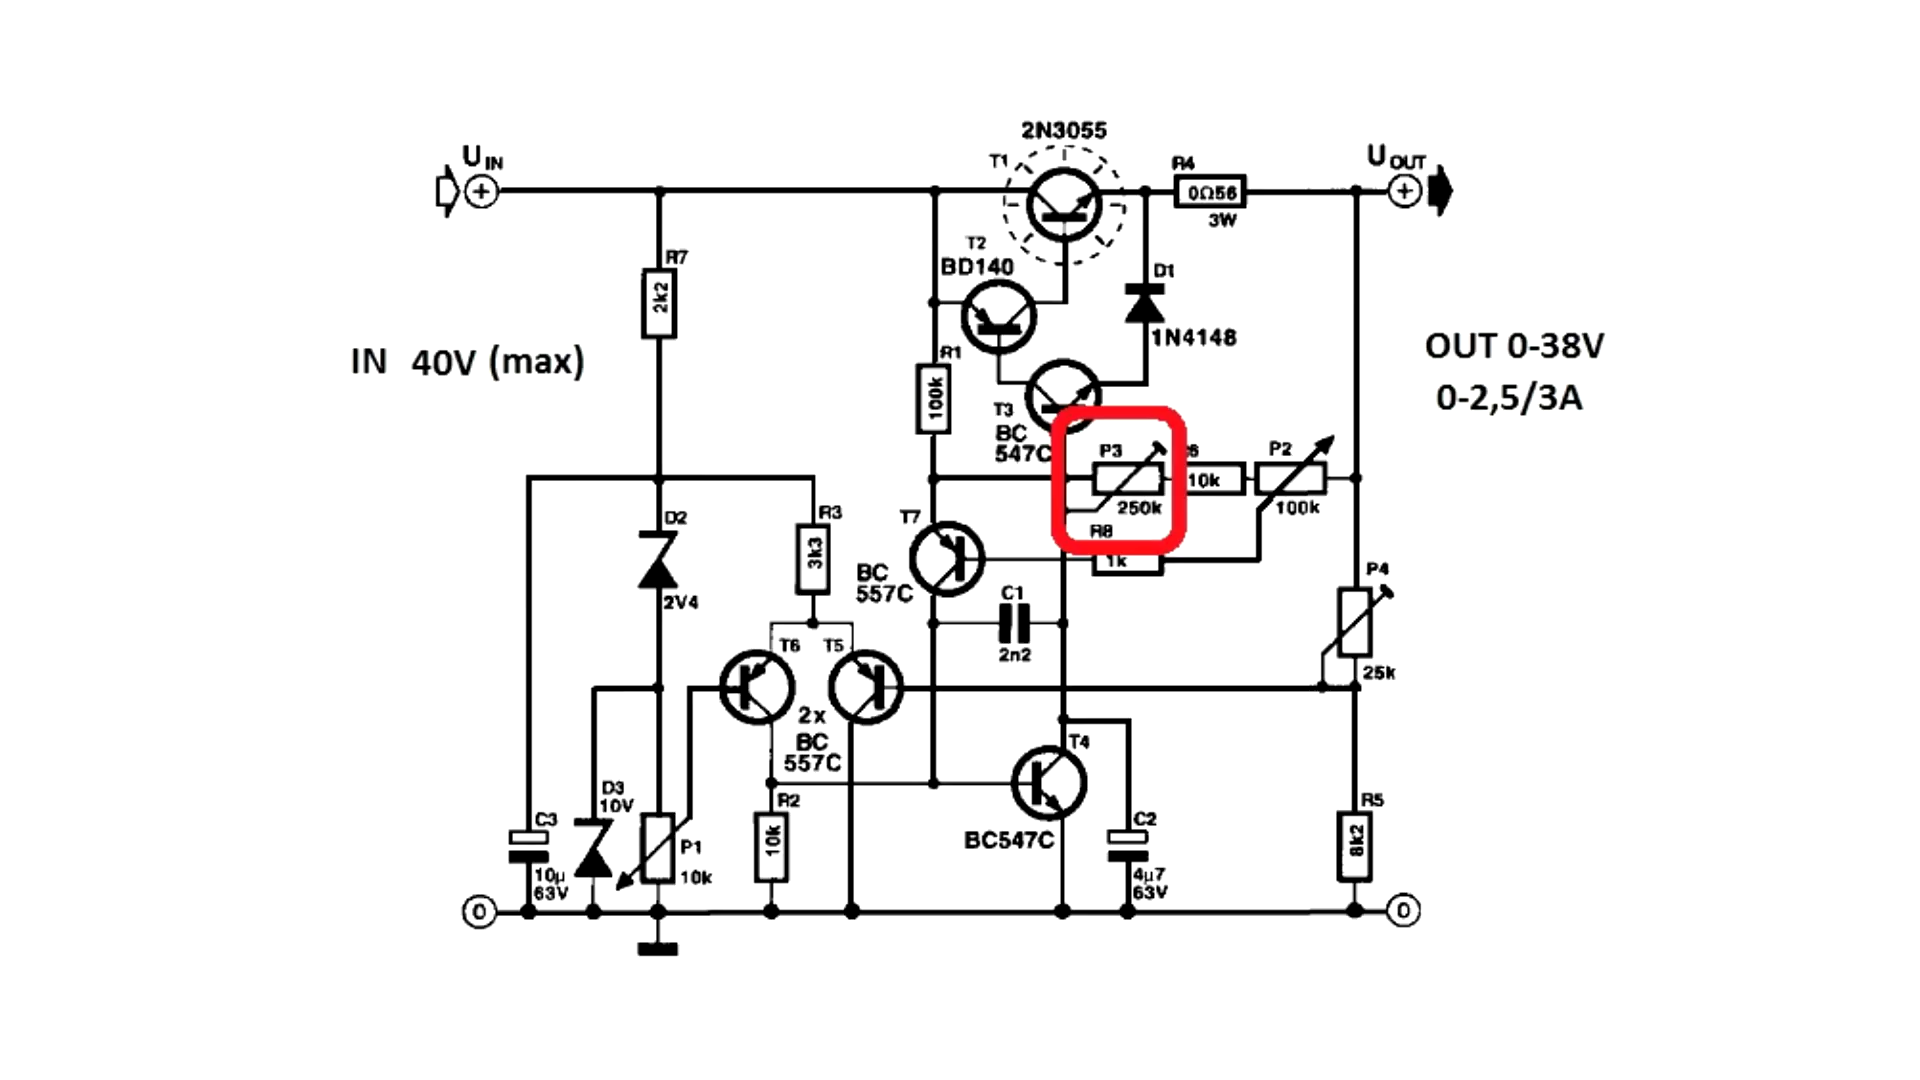 2N3055
U IN
T1
R4
U OUT
+
0Ω56
+
3W
T2
BD140
R7
D1
2k2
1N4148
OUT 0-38V
IN 40V (max)
R1
0-2,5/3A
100k
T3
BC
547C
P3
P2
10k
250k
100k
T7
D2
R3
R8
3k3
1k
BC
557C
P4
2V4
C1
T6
T5
2n2
25k
2x
BC
557C
T4
D3
10V
R2
R5
C3
C2
P1
10k
BC547C
8k2
10µ
63V
10k
4µ7
63V
0
0